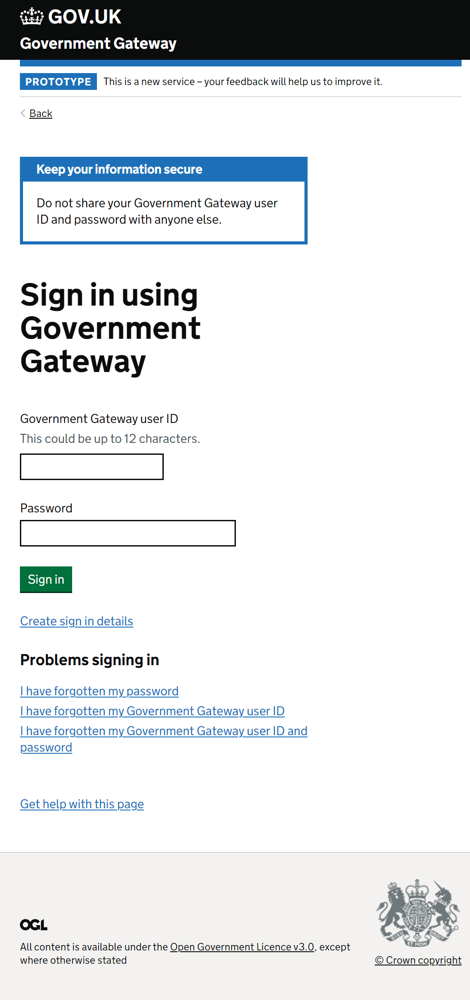 GOV.UK
Government Gateway
PROTOTYPE This is a new service – your feedback will help us to improve it.
Back
Keep your information secure
Do not share your Government Gateway user
ID and password with anyone else.
Sign in using
Government
Gateway
Government Gateway user ID
This could be up to 12 characters.
Password
Sign in
Create sign in details
Problems signing in
I have forgotten my password
I have forgotten my Government Gateway user ID
I have forgotten my Government Gateway user ID and
password
Get help with this page
OGL
All content is available under the Open Government Licence v3.0, except
where otherwise stated
DIEU ET MON DROIT
© Crown copyright